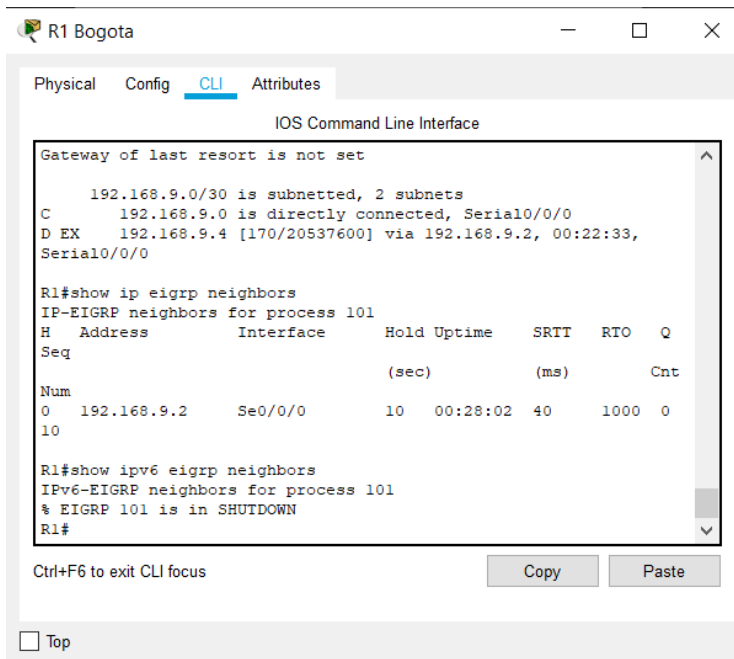 R1 Bogota
Physical Config CLI Attributes
IOS Command Line Interface
Gateway of last resort is not set
192.168.9.0/30 is subnetted, 2 subnets
C 192.168.9.0 is directly connected, Serial0/0/0
D EX 192.168.9.4 [170/20537600] via 192.168.9.2, 00:22:33,
Serial0/0/0
R1#show ip eigrp neighbors
IP-EIGRP neighbors for process 101
H Address Interface Hold Uptime SRTT RTO Q
Seq
(sec) (ms) Cnt
Num
0 192.168.9.2 Se0/0/0 10 00:28:02 40 1000 0
10
R1#show ipv6 eigrp neighbors
IPv6-EIGRP neighbors for process 101
% EIGRP 101 is in SHUTDOWN
R1#
Ctrl+F6 to exit CLI focus Copy Paste
Top